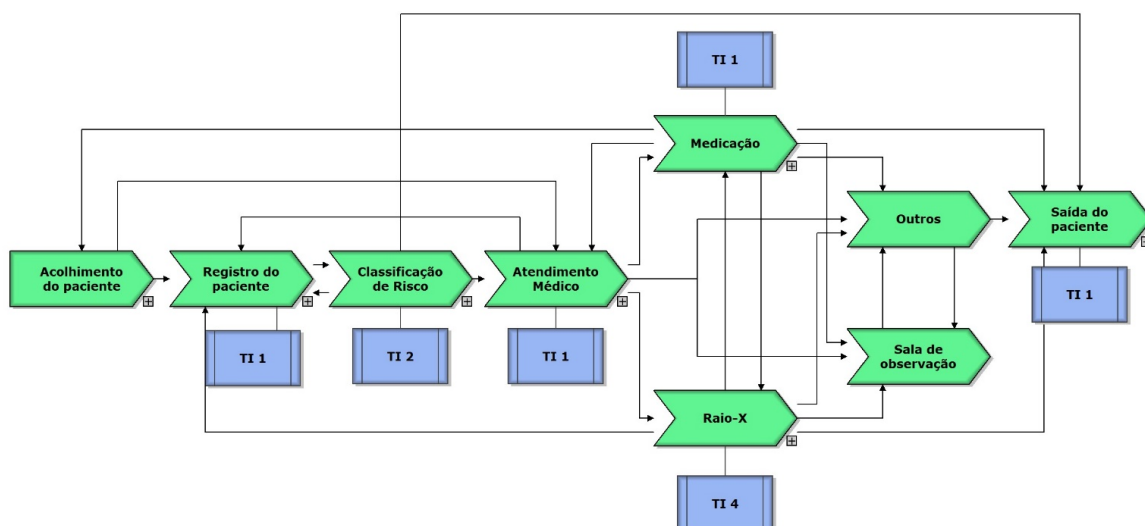 TI 1
Medicação
Outros
Saída do
paciente
Acolhimento
do paciente
Registro do
paciente
Classificação
de Risco
Atendimento
Médico
TI 1
TI 1
TI 2
TI 1
Sala de
observação
Raio-X
TI 4